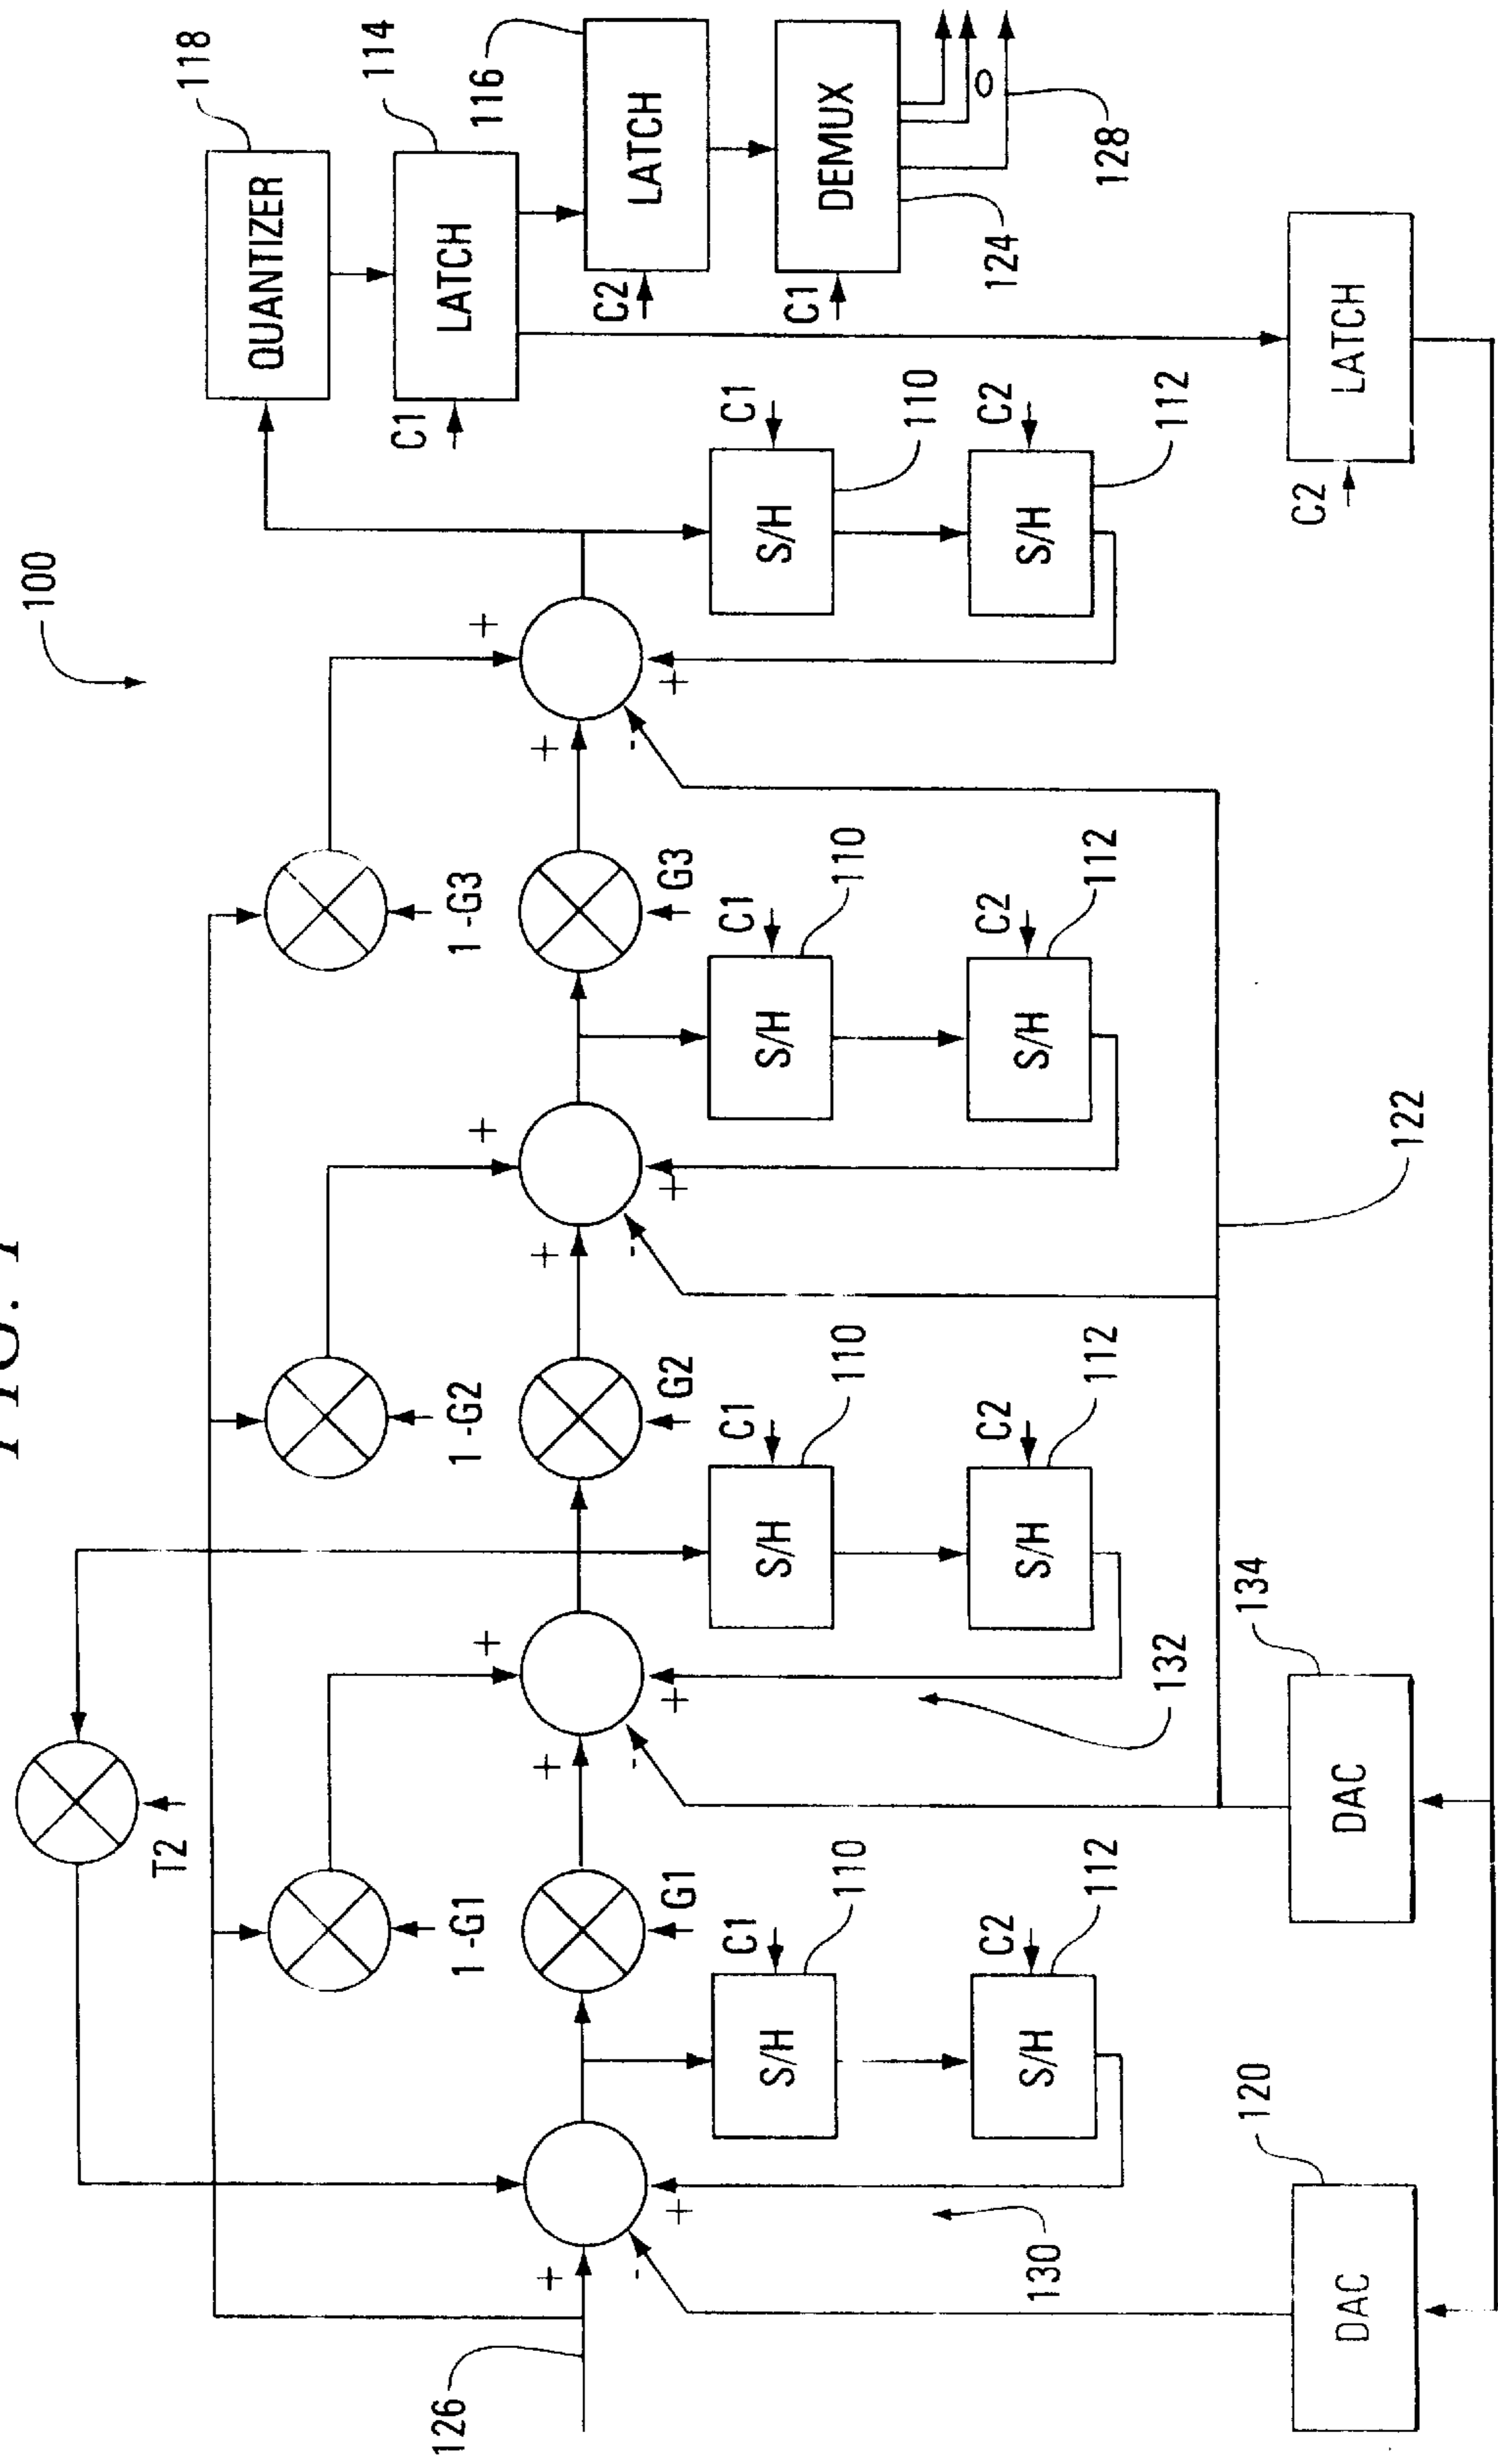 FIG. 1
100
T2
118
QUANTIZER
114
C1
LATCH
126
1-G1
1-G2
1-G3
116
+
+
+
+
+
+
+
C2
LATCH
-
-
-
-
G1
G2
G3
+
+
+
+
C1
C1
C1
C1
C1
S/H
S/H
S/H
S/H
DEMUX
110
110
110
110
C2
C2
C2
C2
124
O
S/H
S/H
S/H
S/H
130
112
112
112
128
132
112
120
134
C2
DAC
DAC
LATCH
122